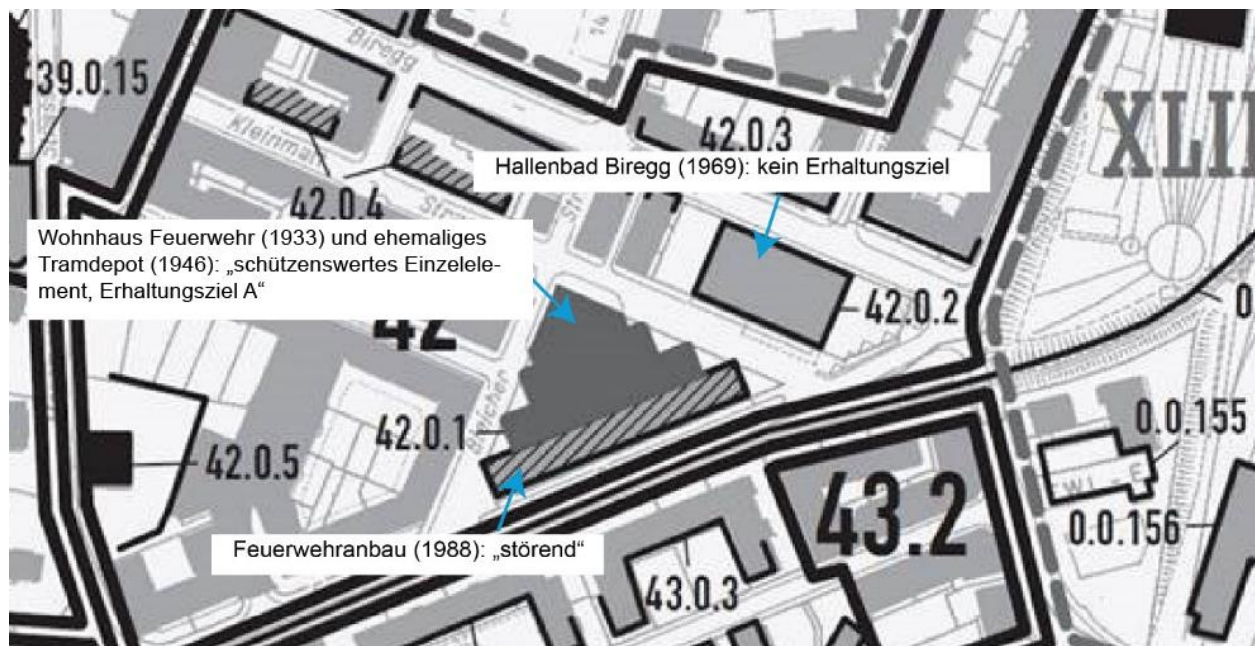 Biregg
39.0.15
XLII
Kleinmat
42.0.3
Hallenbad Biregg (1969): kein Erhaltungsziel
42.0.4
Wohnhaus Feuerwehr (1933) und ehemaliges
Tramdepot (1946): „schützenswertes Einzelele-
ment, Erhaltungsziel A“
42.0.2
42
42.0.1
42.0.5
0.0.155
43.2
0.0.156
Feuerwehranbau (1988): „störend“
43.0.3